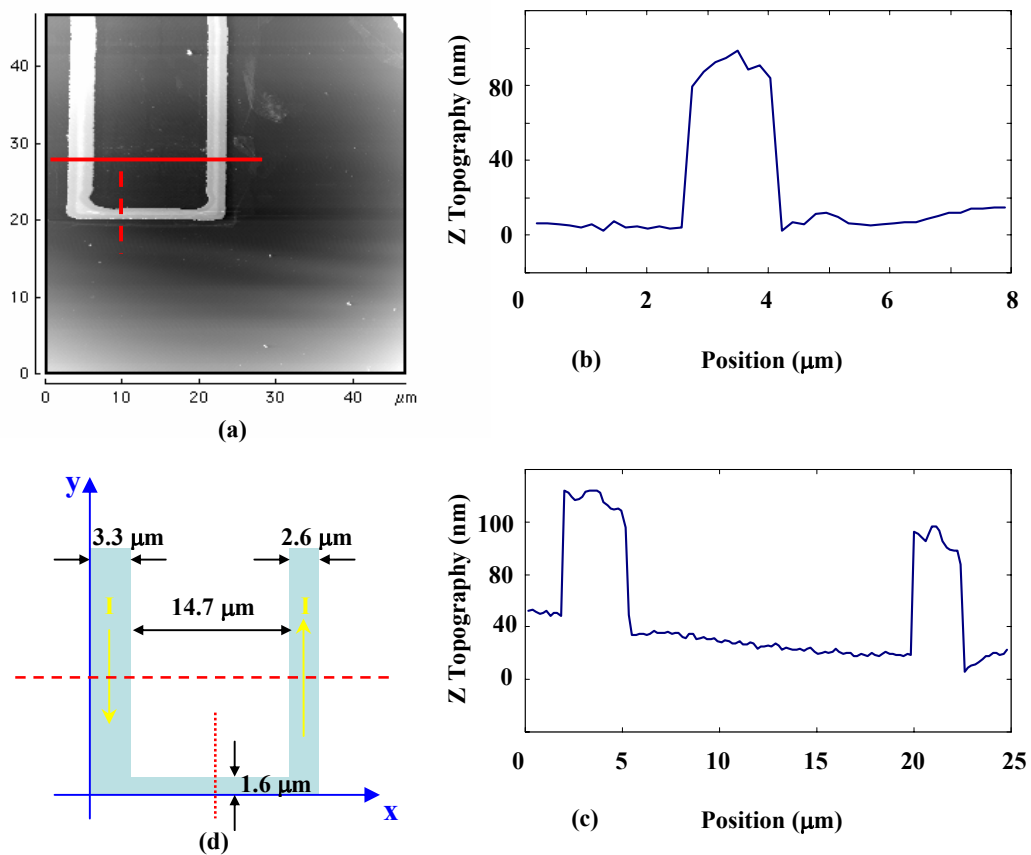 40
30
20
10
0
0 10 20 30 40 μm
(a)
Z Topography (nm)
80
40
0
0 2 4 6 8
(b) Position (μm)
y
3.3 μm 2.6 μm
14.7 μm
I I
1.6 μm
x
(d)
Z Topography (nm)
100
80
40
0
0 5 10 15 20 25
(c) Position (μm)